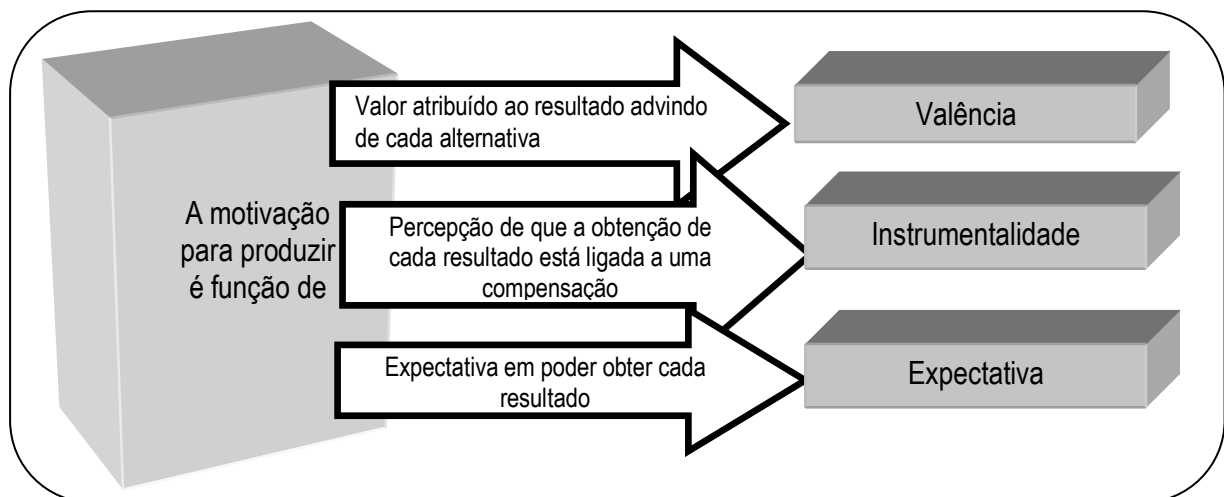 A motivação
para produzir
é função de
Valor atribuído ao resultado advindo
de cada alternativa
Valência
Percepção de que a obtenção de
cada resultado está ligada a uma
compensação
Instrumentalidade
Expectativa em poder obter cada
resultado
Expectativa